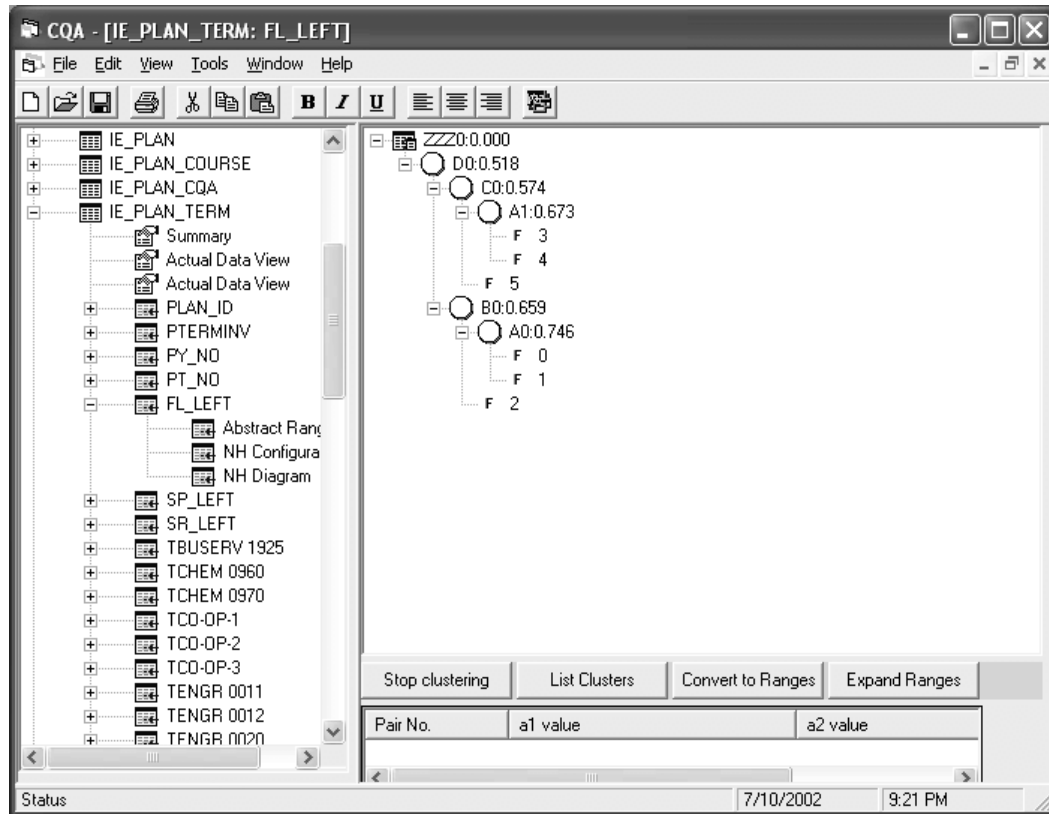 CQA - [IE_PLAN_TERM: FL_LEFT]
File Edit View Tools Window Help
B I U
IE_PLAN
IE_PLAN_COURSE
IE_PLAN_CQA
IE_PLAN_TERM
Summary
Actual Data View
Actual Data View
PLAN_ID
PTERMINV
PY_NO
PT_NO
FL_LEFT
Abstract Rang
NH Configura
NH Diagram
SP_LEFT
SR_LEFT
TBUSERV 1925
TCHEM 0960
TCHEM 0970
TCO-OP-1
TCO-OP-2
TCO-OP-3
TENGR 0011
TENGR 0012
TENGR 0020
ZZZ0:0.000
D0:0.518
C0:0.574
A1:0.673
F 3
F 4
F 5
B0:0.659
A0:0.746
F 0
F 1
F 2
Stop clustering List Clusters Convert to Ranges Expand Ranges
Pair No. a1 value a2 value
Status 7/10/2002 9:21 PM